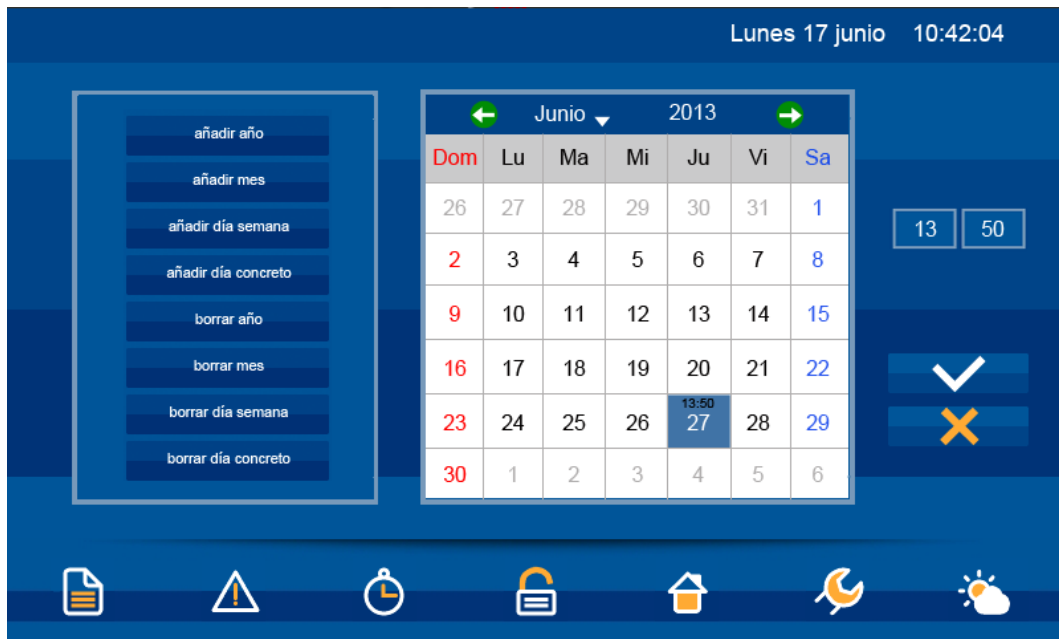 Lunes 17 junio 10:42:04
añadir año
añadir mes
añadir día semana
añadir día concreto
borrar año
borrar mes
borrar día semana
borrar día concreto
Junio 2013
Dom Lu Ma Mi Ju Vi Sa
26 27 28 29 30 31 1
2 3 4 5 6 7 8
9 10 11 12 13 14 15
16 17 18 19 20 21 22
13:50
23 24 25 26 27 28 29
30 1 2 3 4 5 6
13 50